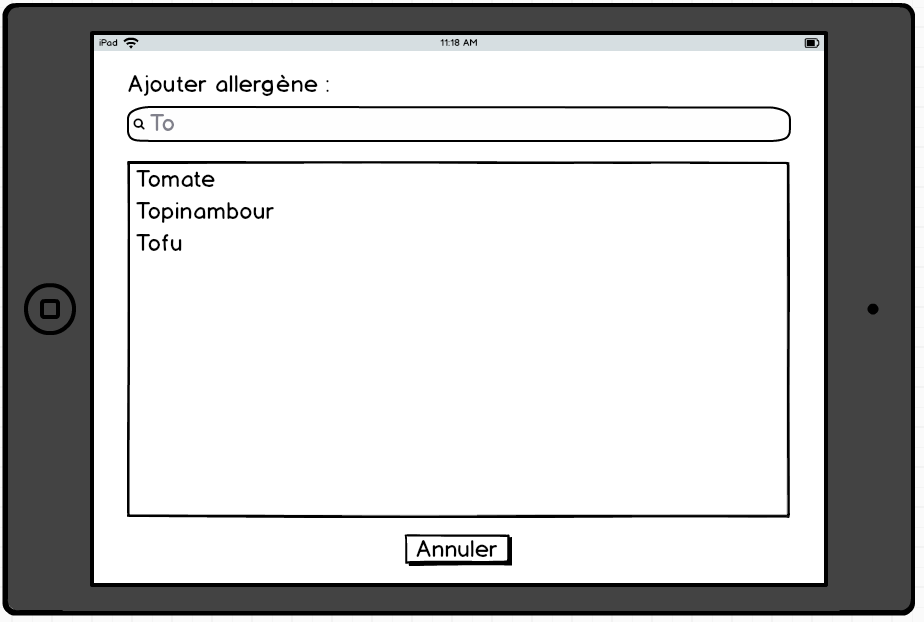 iPad 11:18 AM
Ajouter allergène :
To
Tomate
Topinambour
Tofu
Annuler